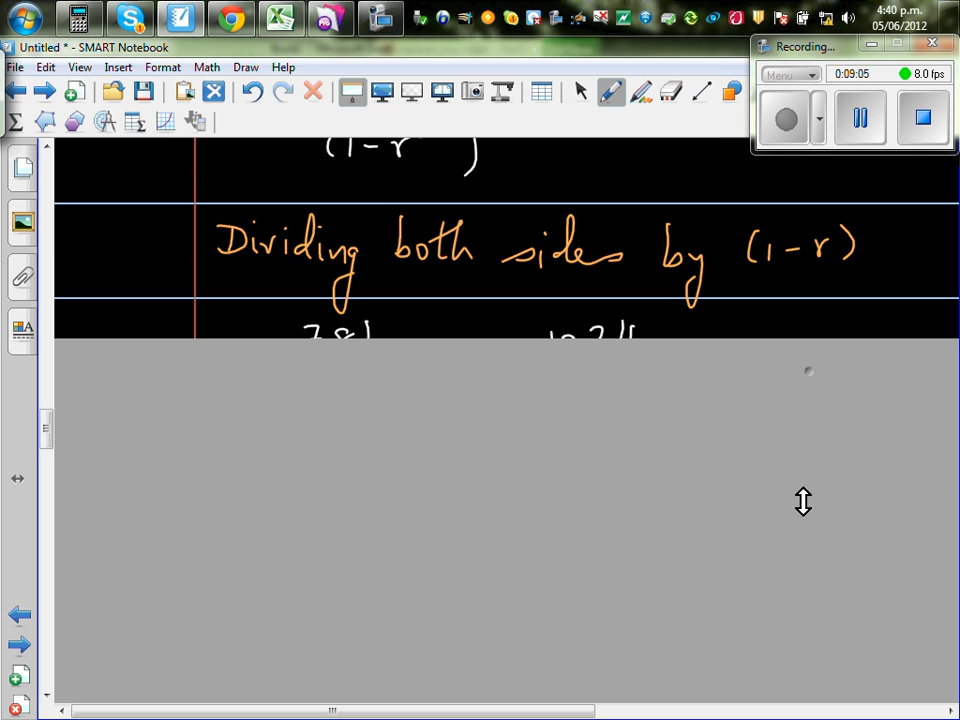 4:40 p.m.
05/06/2012
Untitled * - SMART Notebook
Recording...
File Edit View Insert Format Math Draw Help
Menu
0:09:05
8.0 fps
(1-r
Dividing both sides by (1-r)